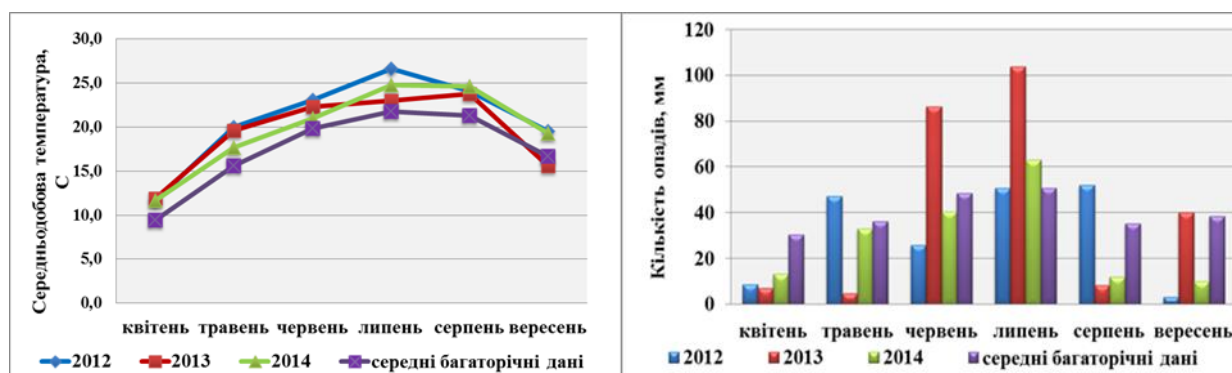 Середньодобова температура,
С
30,0
25,0
20,0
15,0
10,0
5,0
0,0
квітень травень червень липень серпень вересень
2012 2013 2014 середні багаторічні дані
Кількість опадів, мм
120
100
80
60
40
20
0
квітень травень червень липень серпень вересень
2012 2013 2014 середні багаторічні дані